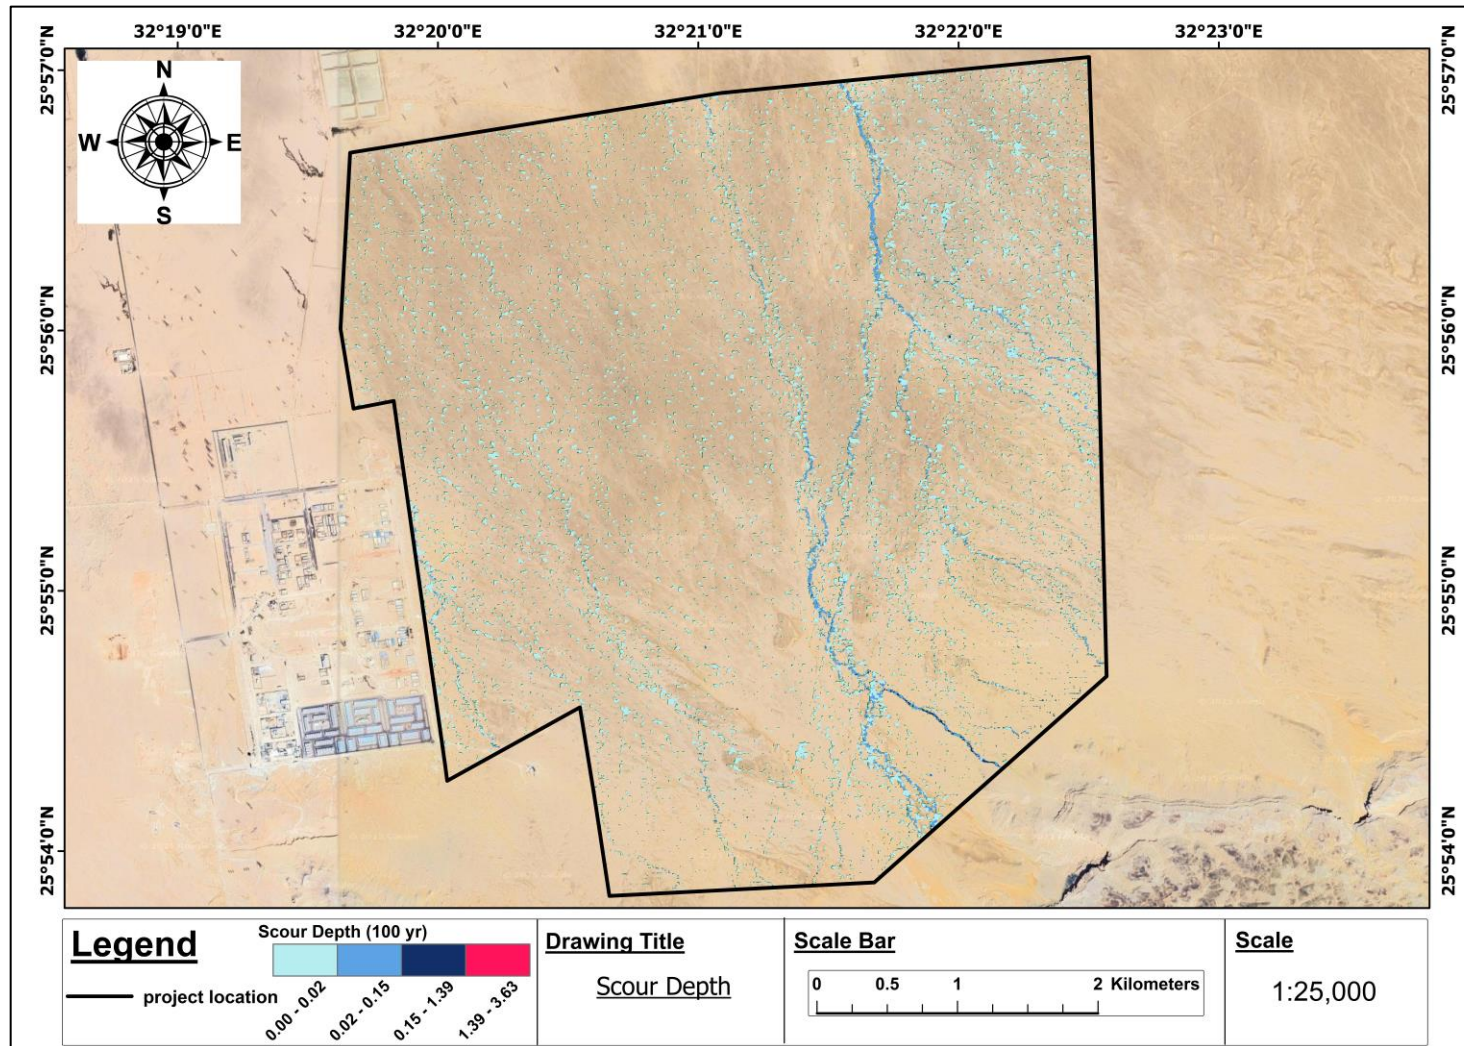 32°19'0"E
32°20'0"E
32°21'0"E
32°22'0"E
32°23'0"E
25°57'0"N
25°57'0"N
N
W
E
S
25°56'0"N
25°56'0"N
25°55'0"N
25°55'0"N
25°54'0"N
25°54'0"N
Legend
Scour Depth (100 yr)
project location
0.00 - 0.02
0.02 - 0.15
0.15 - 1.39
1.39 - 3.63
Drawing Title
Scour Depth
Scale Bar
0 0.5 1 2 Kilometers
Scale
1:25,000